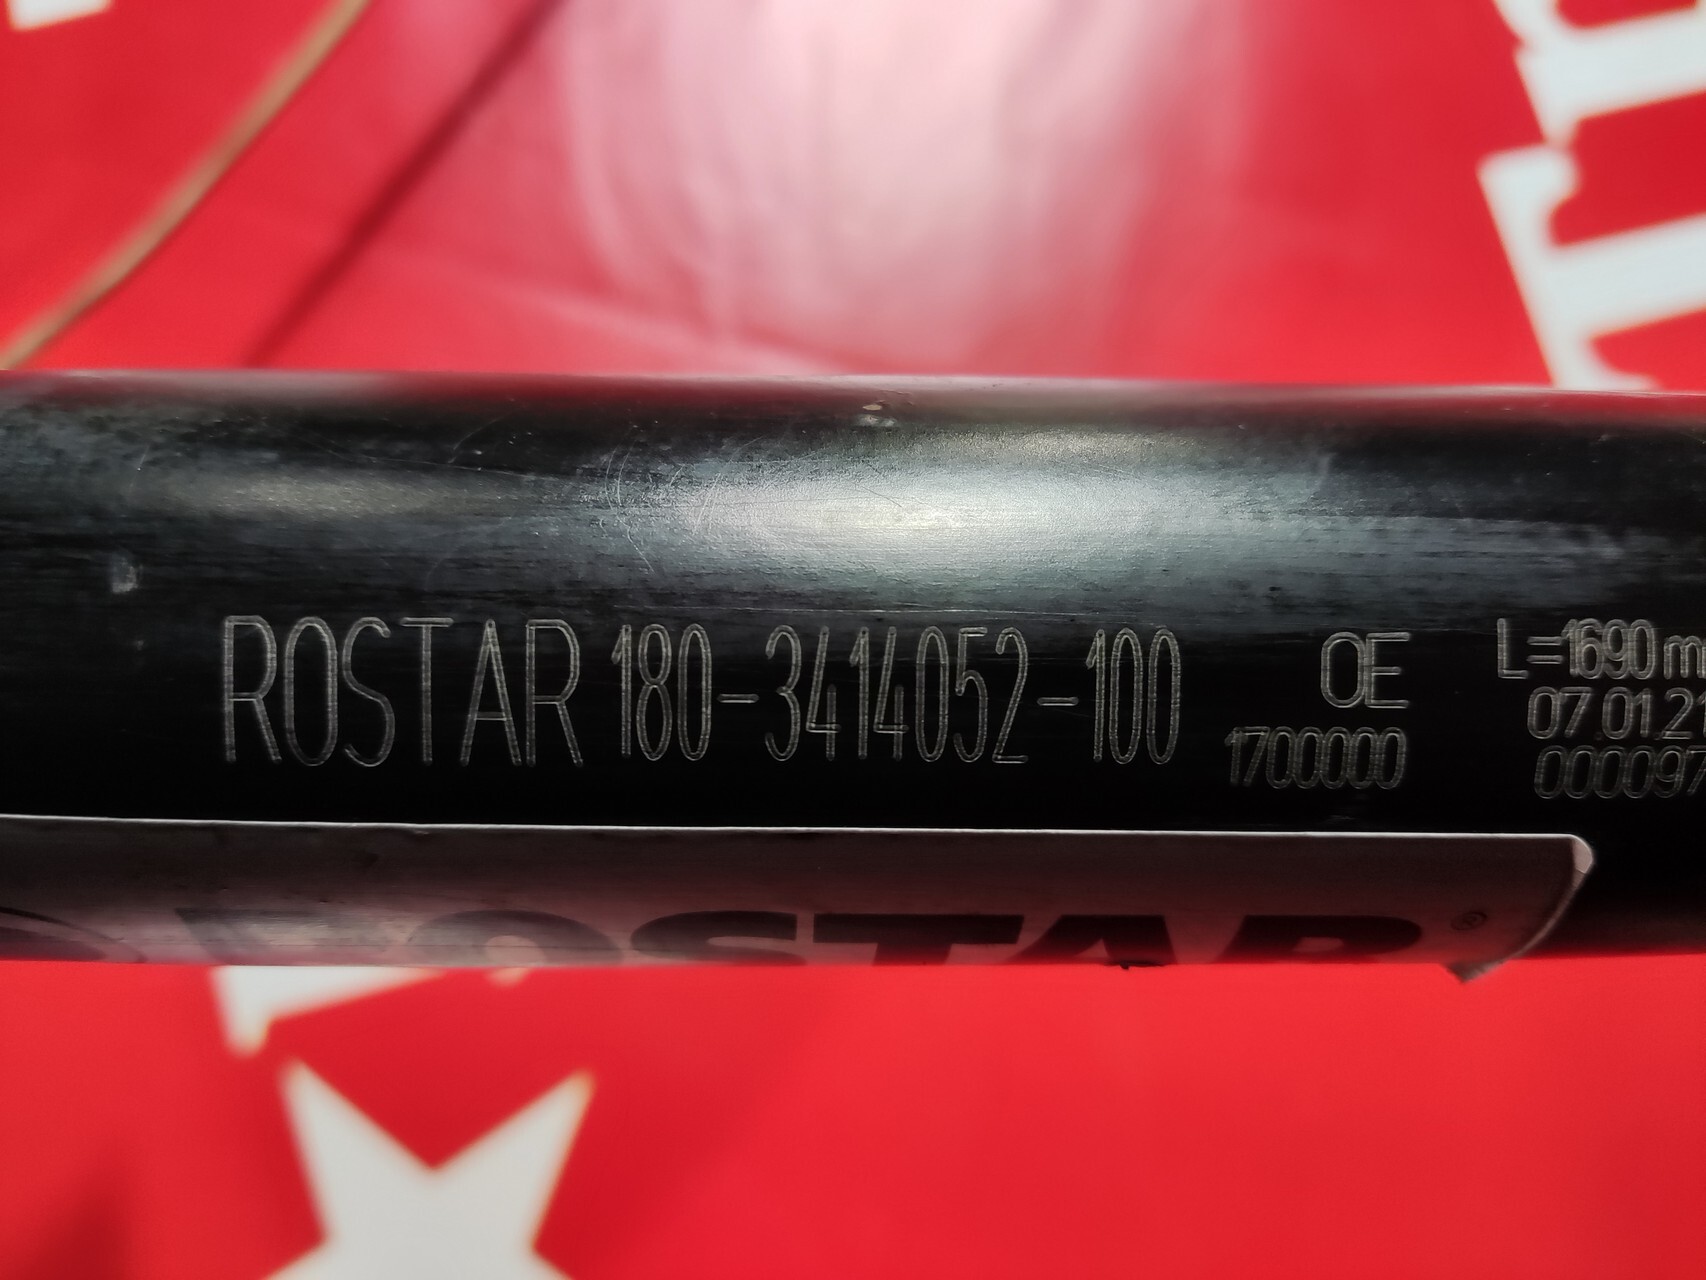 ROSTAR 180-3414052-100
OE
1700000
L=1690 m
07.01.21
000097
ROSTAR ®